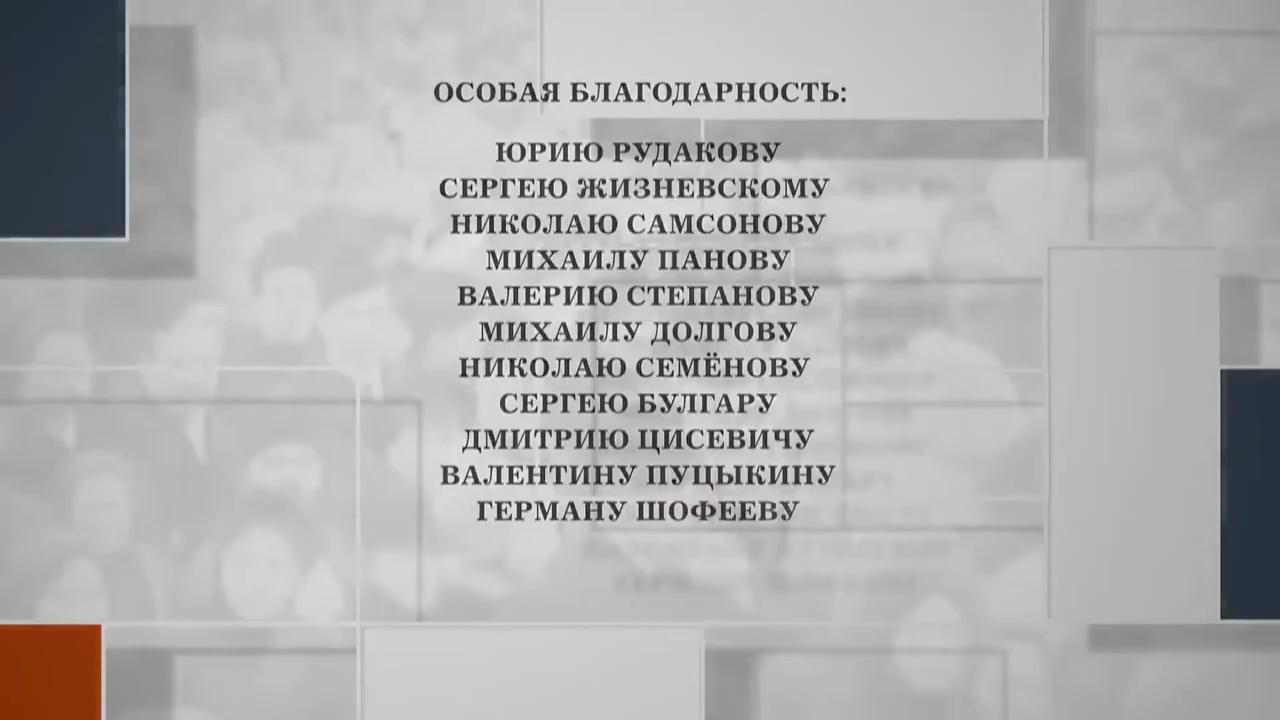 ОСОБАЯ БЛАГОДАРНОСТЬ:
ЮРИЮ РУДАКОВУ
СЕРГЕЮ ЖИЗНЕВСКОМУ
НИКОЛАЮ САМСОНОВУ
МИХАИЛУ ПАНОВУ
ВАЛЕРИЮ СТЕПАНОВУ
МИХАИЛУ ДОЛГОВУ
НИКОЛАЮ СЕМЁНОВУ
СЕРГЕЮ БУЛГАРУ
ДМИТРИЮ ЦИСЕВИЧУ
ВАЛЕНТИНУ ПУЦЫКИНУ
ГЕРМАНУ ШОФЕЕВУ